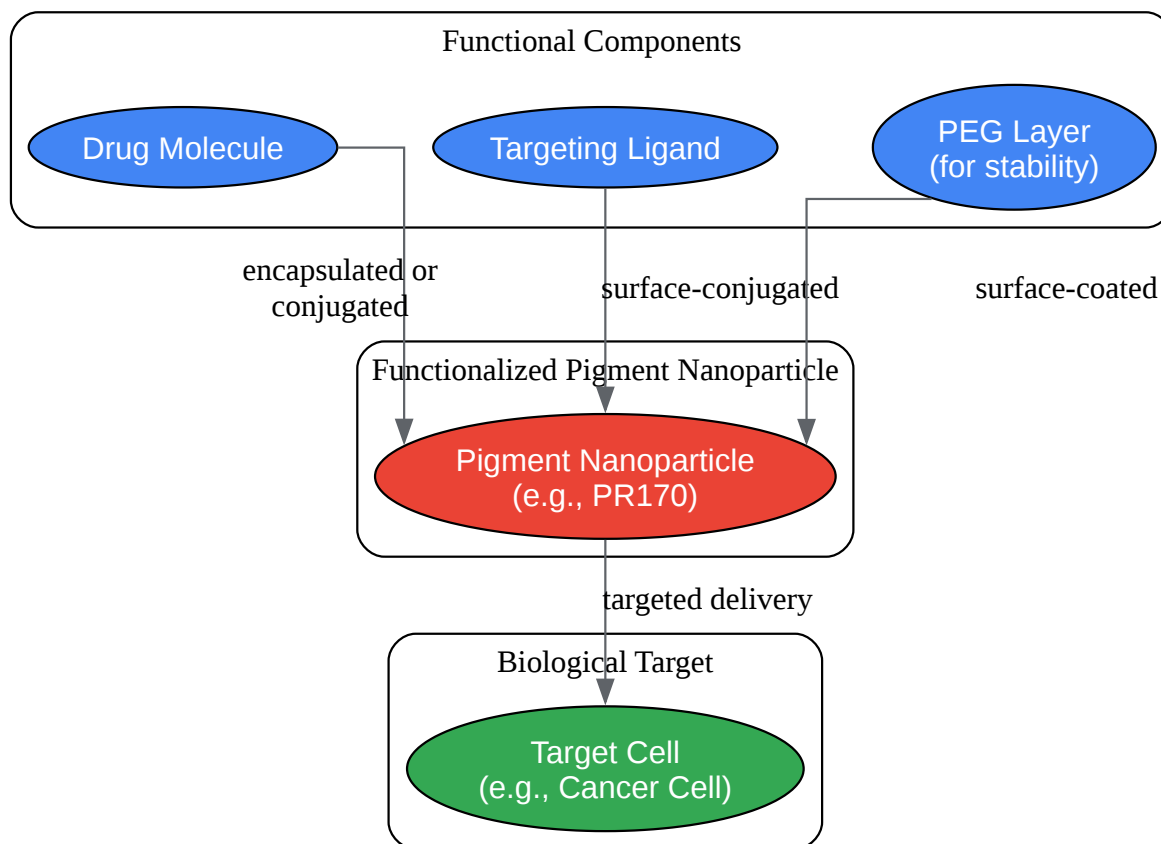 Functional Components
Drug Molecule
Targeting Ligand
PEG Layer
(for stability)
encapsulated or
conjugated
surface-conjugated
surface-coated
Functionalized Pigment Nanoparticle
Pigment Nanoparticle
(e.g., PR170)
targeted delivery
Biological Target
Target Cell
(e.g., Cancer Cell)